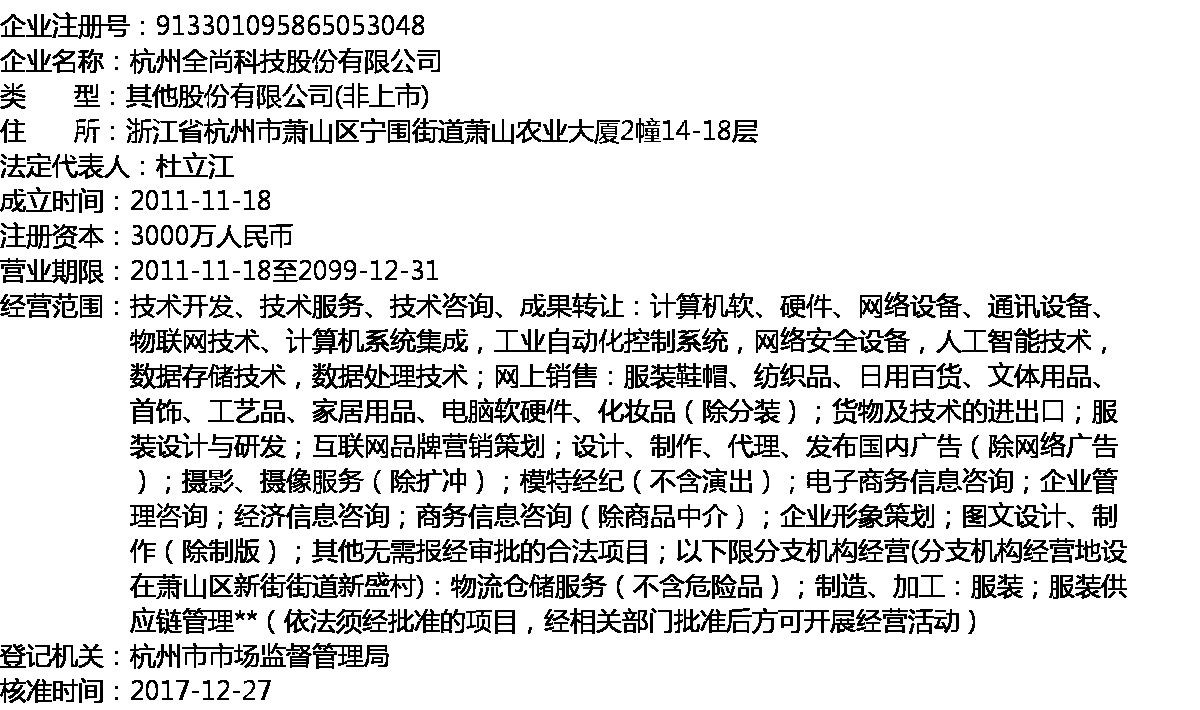 企业注册号：913301095865053048
企业名称：杭州全尚科技股份有限公司
类　型：其他股份有限公司(非上市)
住　所：浙江省杭州市萧山区宁围街道萧山农业大厦2幢14-18层
法定代表人：杜立江
成立时间：2011-11-18
注册资本：3000万人民币
营业期限：2011-11-18至2099-12-31
经营范围：技术开发、技术服务、技术咨询、成果转让：计算机软、硬件、网络设备、通讯设备、
物联网技术、计算机系统集成，工业自动化控制系统，网络安全设备，人工智能技术，
数据存储技术，数据处理技术；网上销售：服装鞋帽、纺织品、日用百货、文体用品、
首饰、工艺品、家居用品、电脑软硬件、化妆品（除分装）；货物及技术的进出口；服
装设计与研发；互联网品牌营销策划；设计、制作、代理、发布国内广告（除网络广告
）；摄影、摄像服务（除扩冲）；模特经纪（不含演出）；电子商务信息咨询；企业管
理咨询；经济信息咨询；商务信息咨询（除商品中介）；企业形象策划；图文设计、制
作（除制版）；其他无需报经审批的合法项目；以下限分支机构经营(分支机构经营地设
在萧山区新街街道新盛村)：物流仓储服务（不含危险品）；制造、加工：服装；服装供
应链管理**（依法须经批准的项目，经相关部门批准后方可开展经营活动）
登记机关：杭州市市场监督管理局
核准时间：2017-12-27